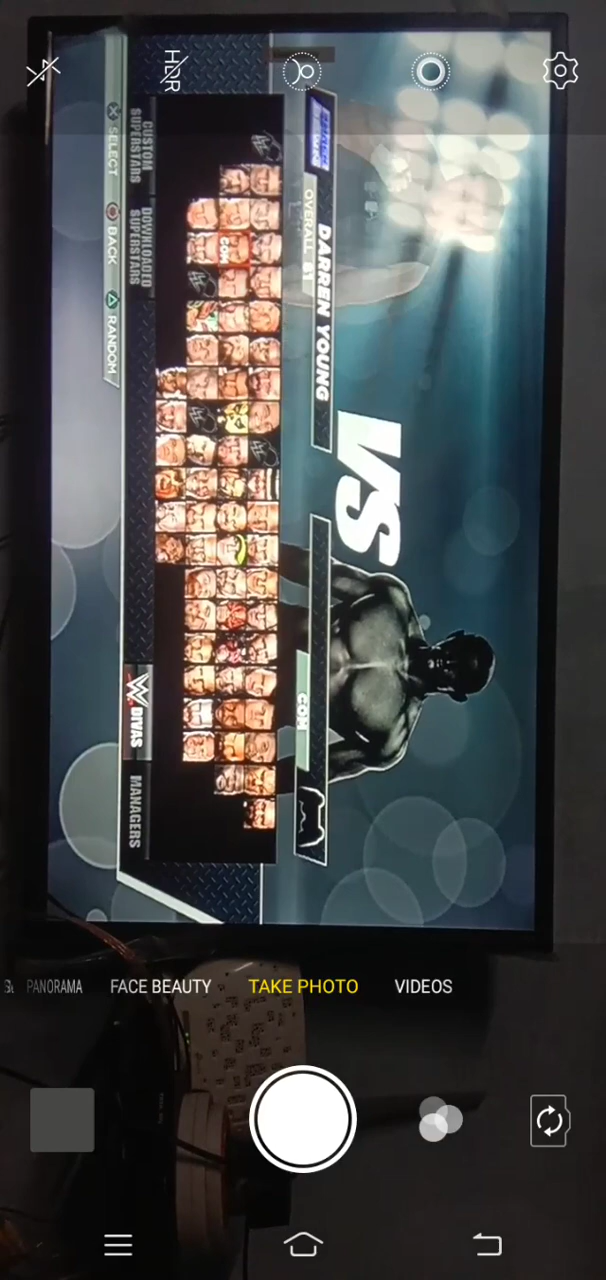 HDR
DARREN YOUNG
OVERALL 81
VS
COM
COM
CUSTOM
SUPERSTARS
DOWNLOADED
SUPERSTARS
DIVAS
MANAGERS
SELECT
BACK
RANDOM
PANORAMA
FACE BEAUTY
TAKE PHOTO
VIDEOS